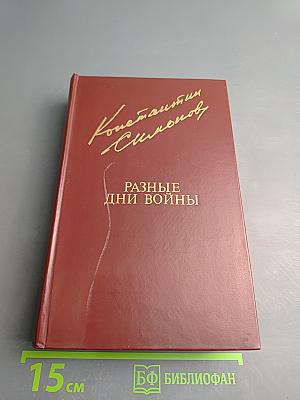 Константин
Симонов
РАЗНЫЕ
ДНИ ВОЙНЫ
15 см
БФ БИБЛИОФАН